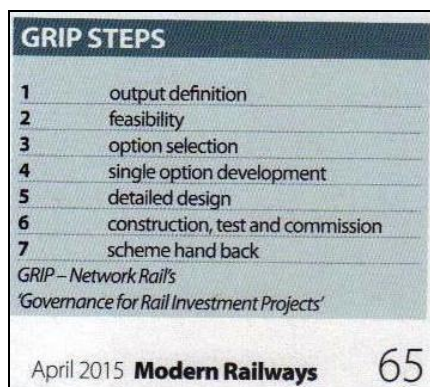 GRIP STEPS
1 output definition
2 feasibility
3 option selection
4 single option development
5 detailed design
6 construction, test and commission
7 scheme hand back
GRIP – Network Rail's
'Governance for Rail Investment Projects'
April 2015 Modern Railways 65